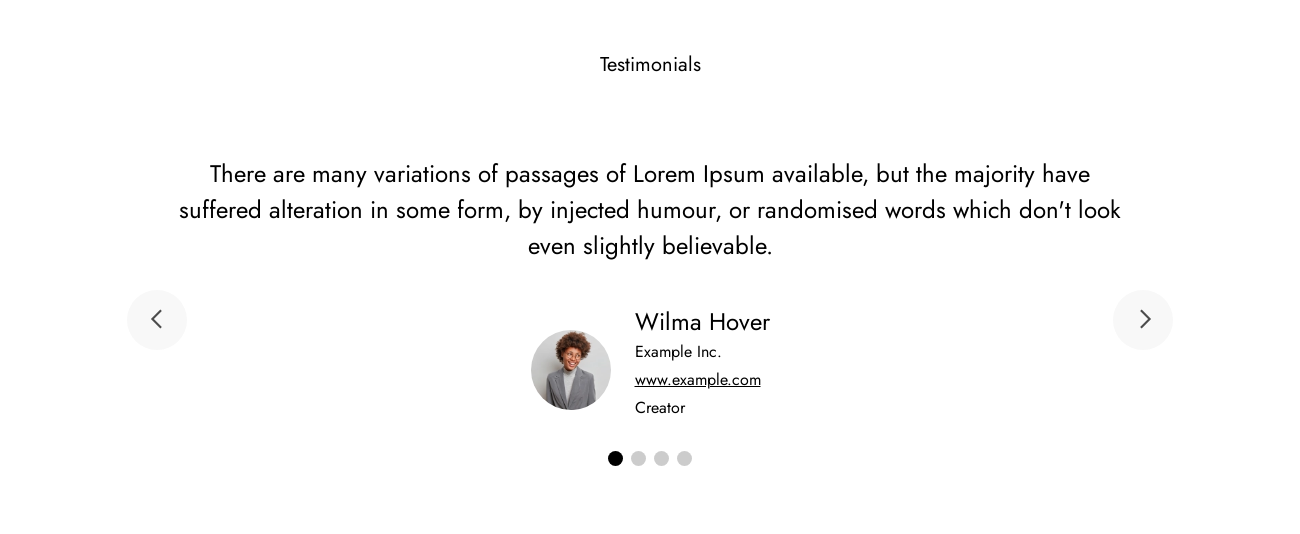 Testimonials
There are many variations of passages of Lorem Ipsum available, but the majority have
suffered alteration in some form, by injected humour, or randomised words which don't look
even slightly believable.
Wilma Hover
Example Inc.
www.example.com
Creator